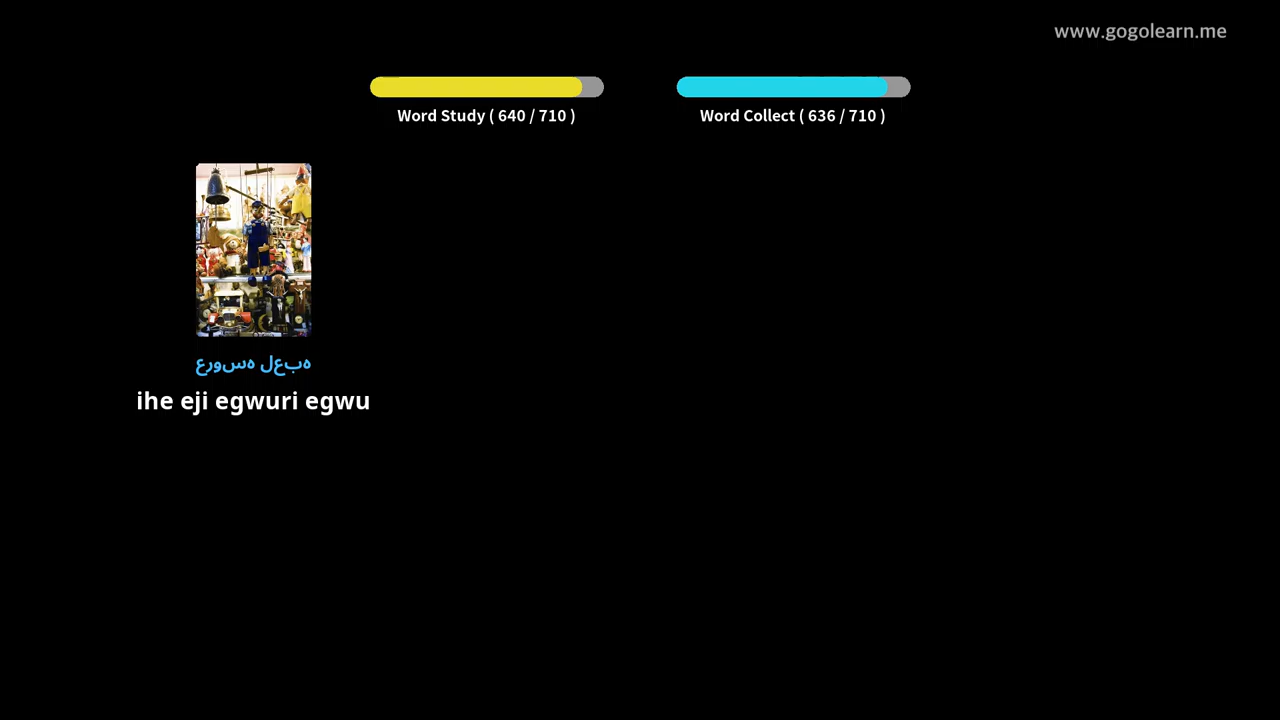 www.gogolearn.me
Word Study ( 640 / 710 )
Word Collect ( 636 / 710 )
عروسه لعبه
ihe eji egwuri egwu